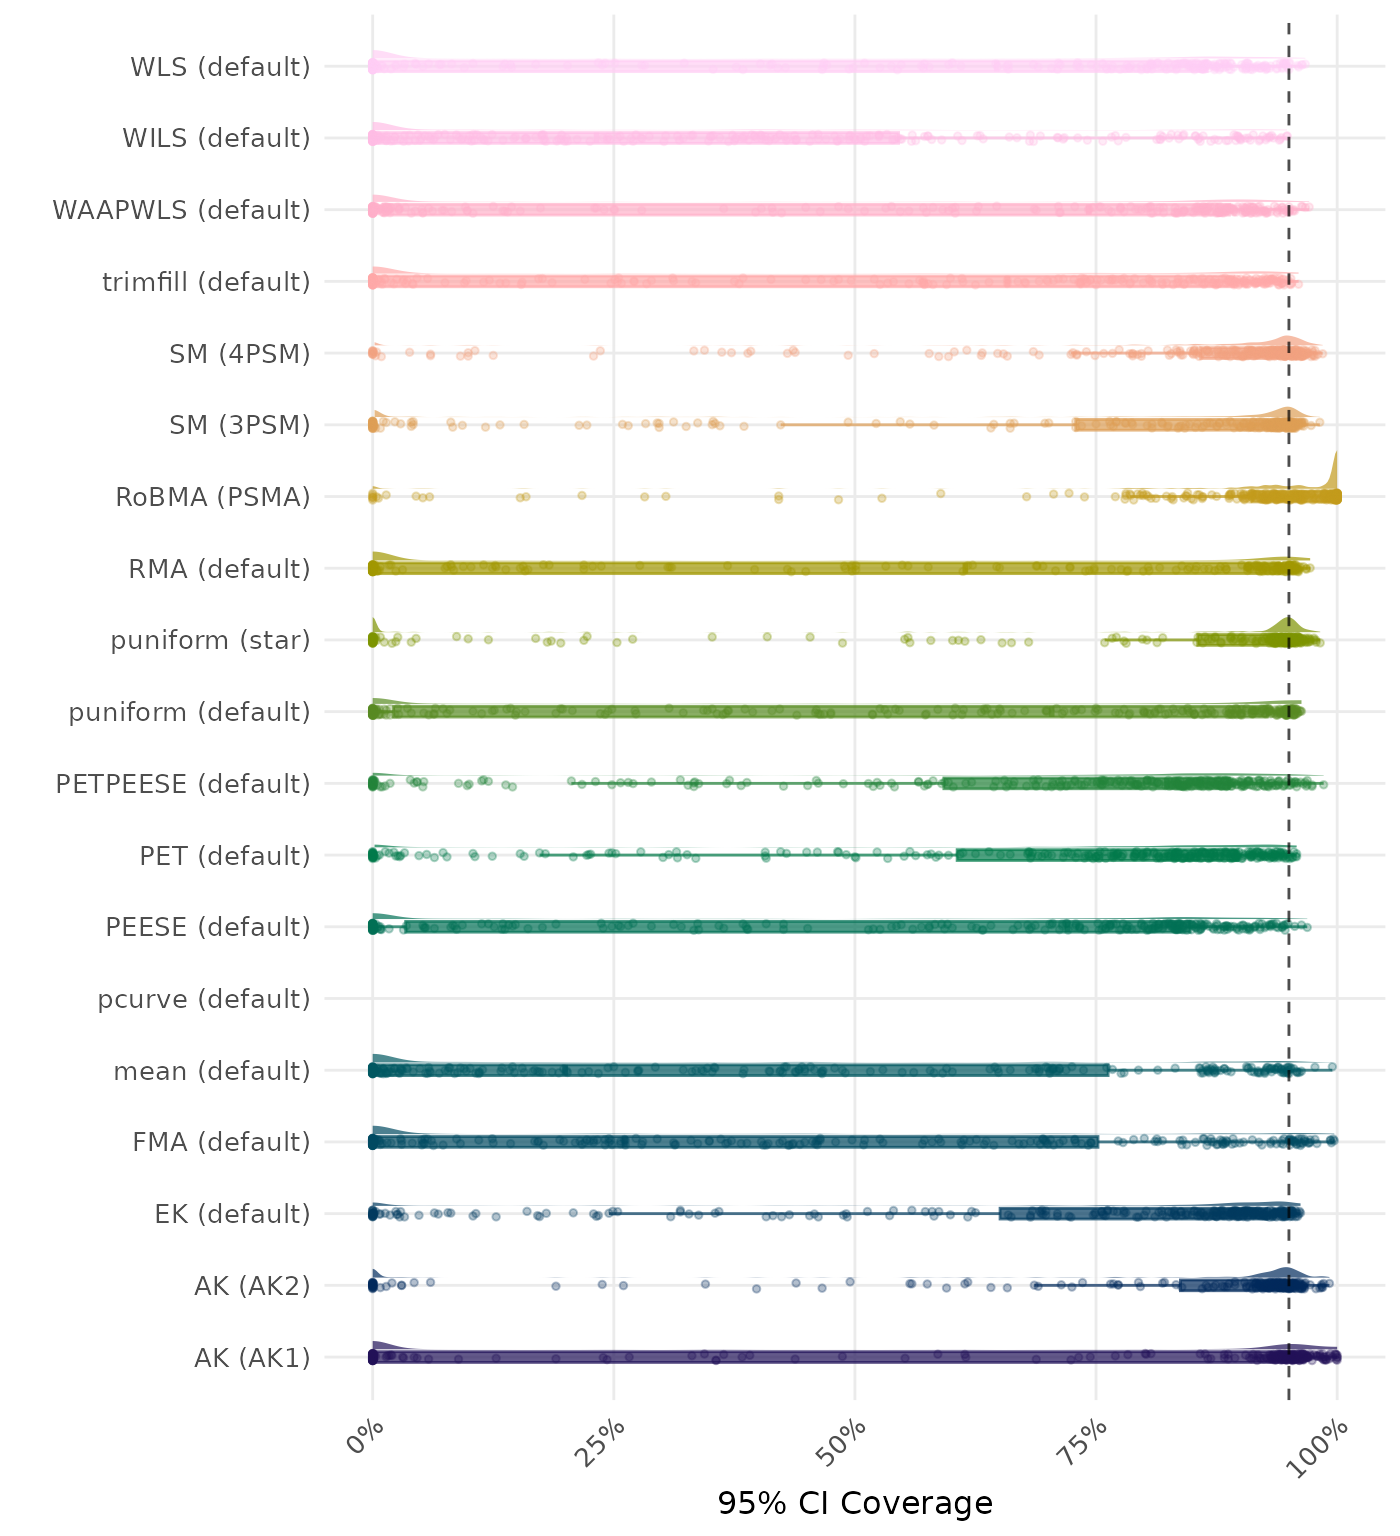 WLS (default)
WILS (default)
WAAPWLS (default)
trimfill (default)
SM (4PSM)
SM (3PSM)
RoBMA (PSMA)
RMA (default)
puniform (star)
puniform (default)
PETPEESE (default)
PET (default)
PEESE (default)
pcurve (default)
mean (default)
FMA (default)
EK (default)
AK (AK2)
AK (AK1)
0%
25%
50%
75%
100%
95% CI Coverage